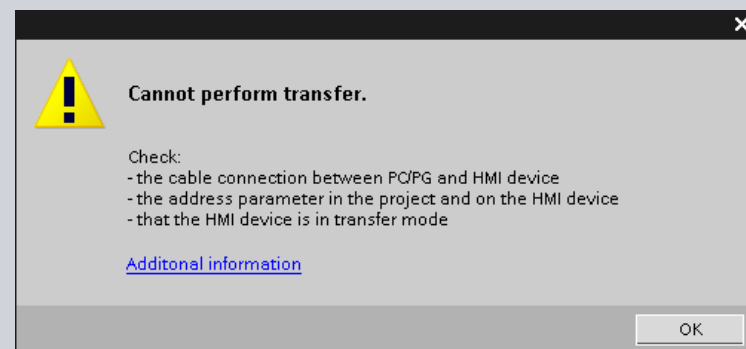 Cannot perform transfer.
Check:
- the cable connection between PC/PG and HMI device
- the address parameter in the project and on the HMI device
- that the HMI device is in transfer mode
Additonal information
OK